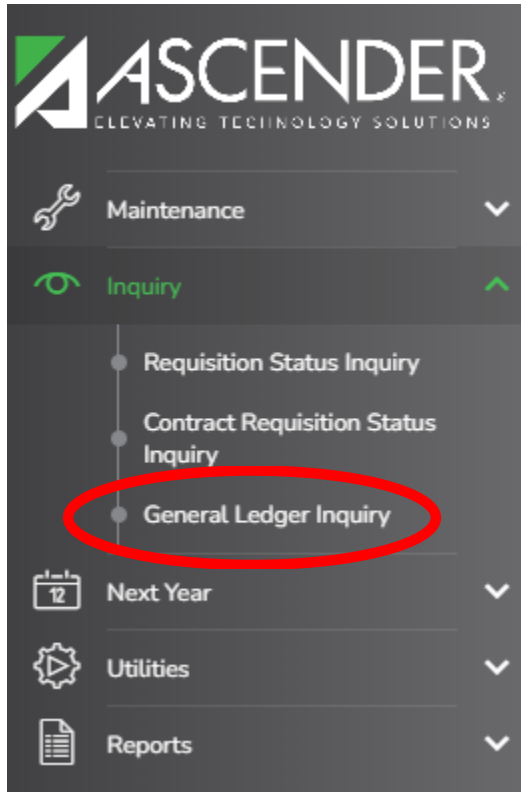 ASCENDER®
ELEVATING TECHNOLOGY SOLUTIONS
Maintenance
Inquiry
Requisition Status Inquiry
Contract Requisition Status
Inquiry
General Ledger Inquiry
12
Next Year
Utilities
Reports